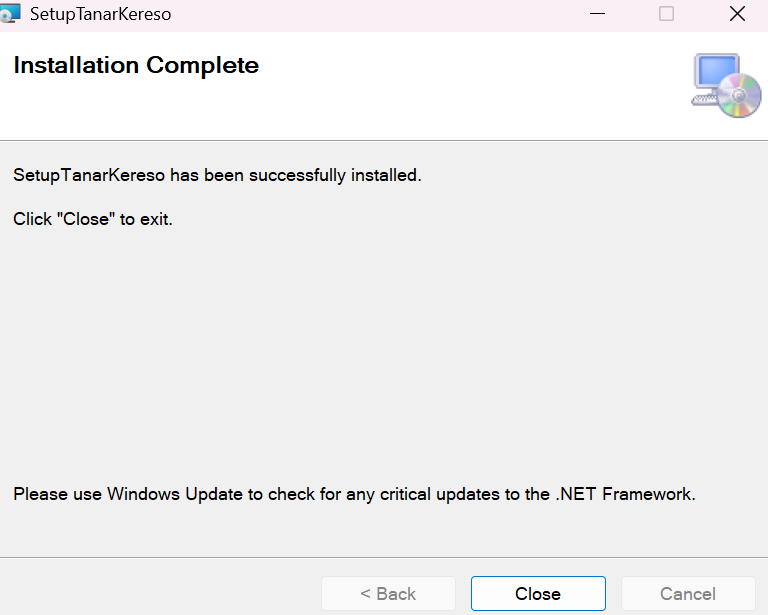 SetupTanarKereso
Installation Complete
SetupTanarKereso has been successfully installed.
Click "Close" to exit.
Please use Windows Update to check for any critical updates to the .NET Framework.
< Back
Close
Cancel